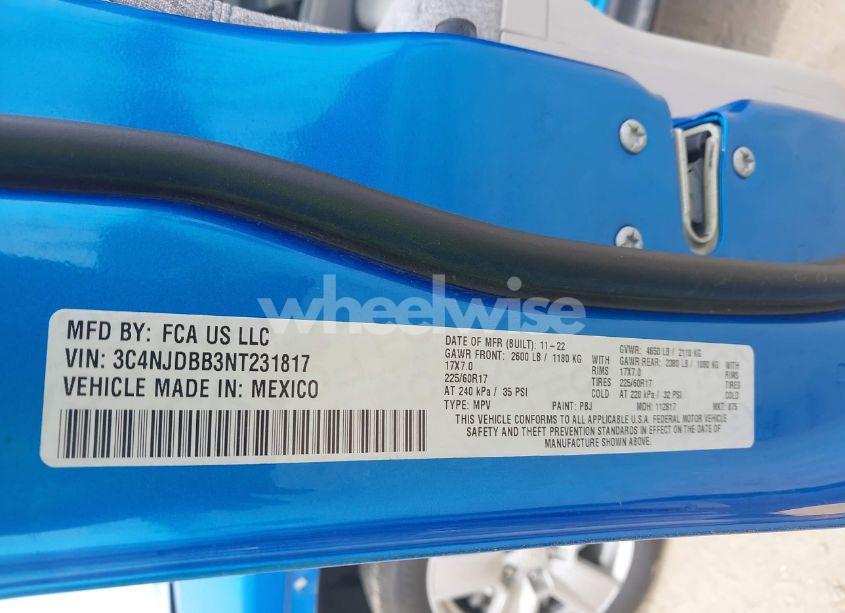 wheelwise
MFD BY: FCA US LLC
VIN: 3C4NJDBB3NT231817
VEHICLE MADE IN: MEXICO
DATE OF MFR (BUILT): 11-22
GVWR: 4650 LB / 2110 KG
GAWR FRONT: 2600 LB / 1180 KG WITH
GAWR REAR: 2380 LB / 1080 KG WITH
17X7.0 RIMS 17X7.0 RIMS
225/60R17 TIRES 225/60R17 TIRES
AT 240 kPa / 35 PSI COLD AT 220 kPa / 32 PSI COLD
TYPE: MPV PAINT: PBJ MDH: 112817 MKT: 875
THIS VEHICLE CONFORMS TO ALL APPLICABLE U.S.A. FEDERAL MOTOR VEHICLE
SAFETY AND THEFT PREVENTION STANDARDS IN EFFECT ON THE DATE OF
MANUFACTURE SHOWN ABOVE.